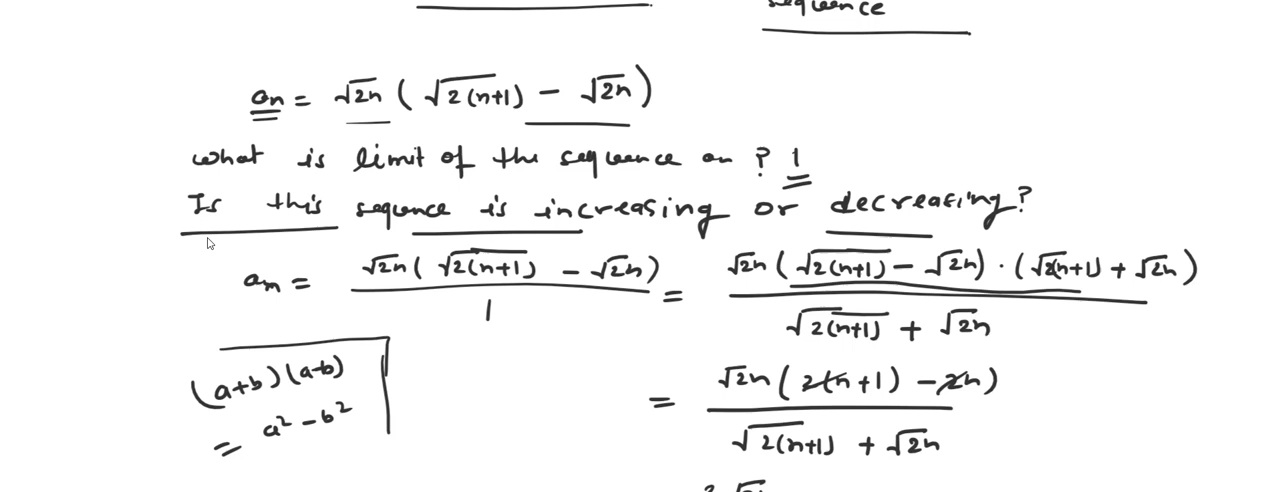 sequence
an = √2n ( √2(n+1) − √2n )
what is limit of the sequence an ? 1
Is this sequence is increasing or decreasing?
an = √2n ( √2(n+1) − √2n ) / 1 = √2n ( √2(n+1) − √2n ) · ( √2(n+1) + √2n ) / √2(n+1) + √2n
(a+b)(a-b)
= a² − b²
= √2n ( 2(n+1) − 2n ) / √2(n+1) + √2n